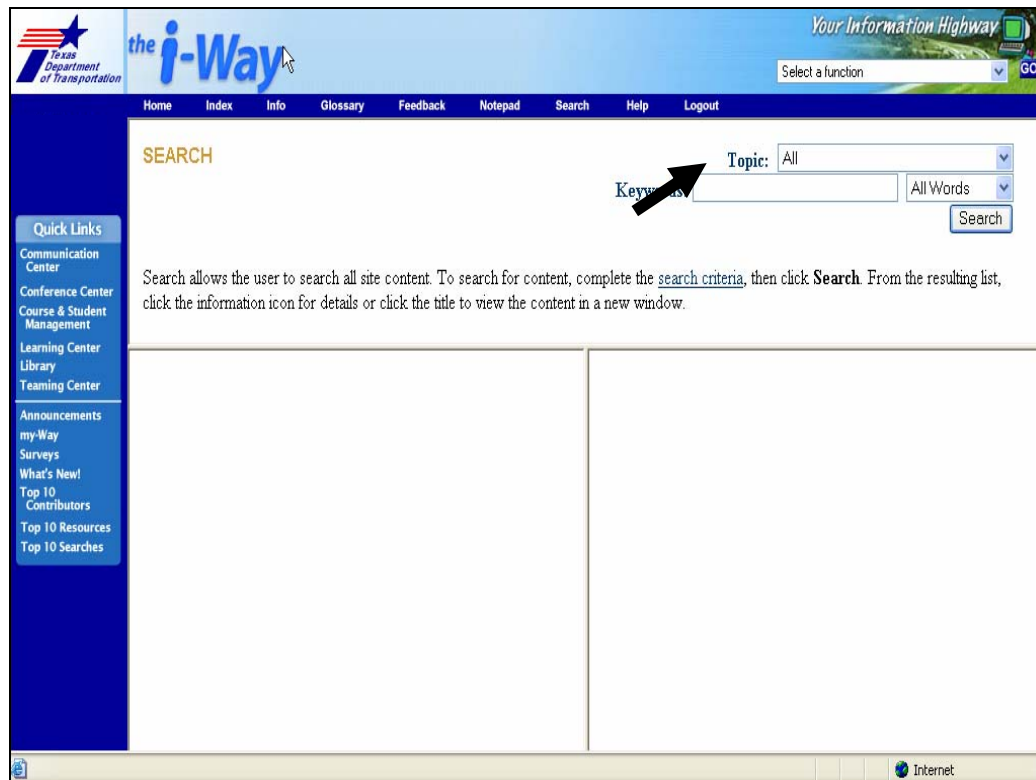 Texas
Department
of Transportation
the i-Way
Your Information Highway
Select a function
GO
Home Index Info Glossary Feedback Notepad Search Help Logout
SEARCH
Topic: All
All Words
Search
Quick Links
Communication
Center
Conference Center
Course & Student
Management
Learning Center
Library
Teaming Center
Announcements
my-Way
Surveys
What's New!
Top 10
Contributors
Top 10 Resources
Top 10 Searches
Search allows the user to search all site content. To search for content, complete the search criteria, then click Search. From the resulting list,
click the information icon for details or click the title to view the content in a new window.
Internet